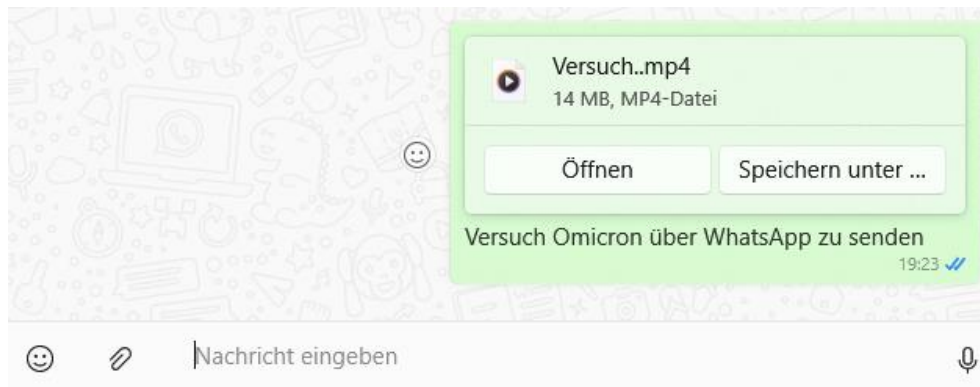 Versuch..mp4
14 MB, MP4-Datei
Öffnen
Speichern unter ...
Versuch Omicron über WhatsApp zu senden
19:23
Nachricht eingeben